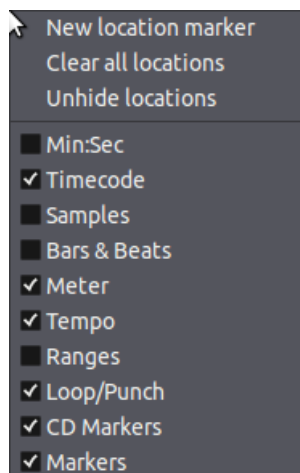 New location marker
Clear all locations
Unhide locations
Min:Sec
Timecode
Samples
Bars & Beats
Meter
Tempo
Ranges
Loop/Punch
CD Markers
Markers